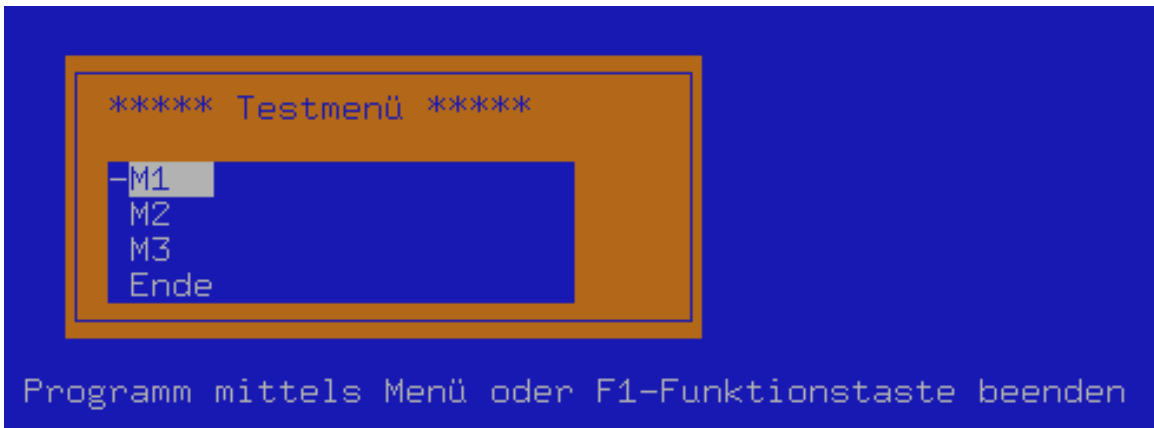 ***** Testmenü *****
-M1
M2
M3
Ende
Programm mittels Menü oder F1-Funktionstaste beenden